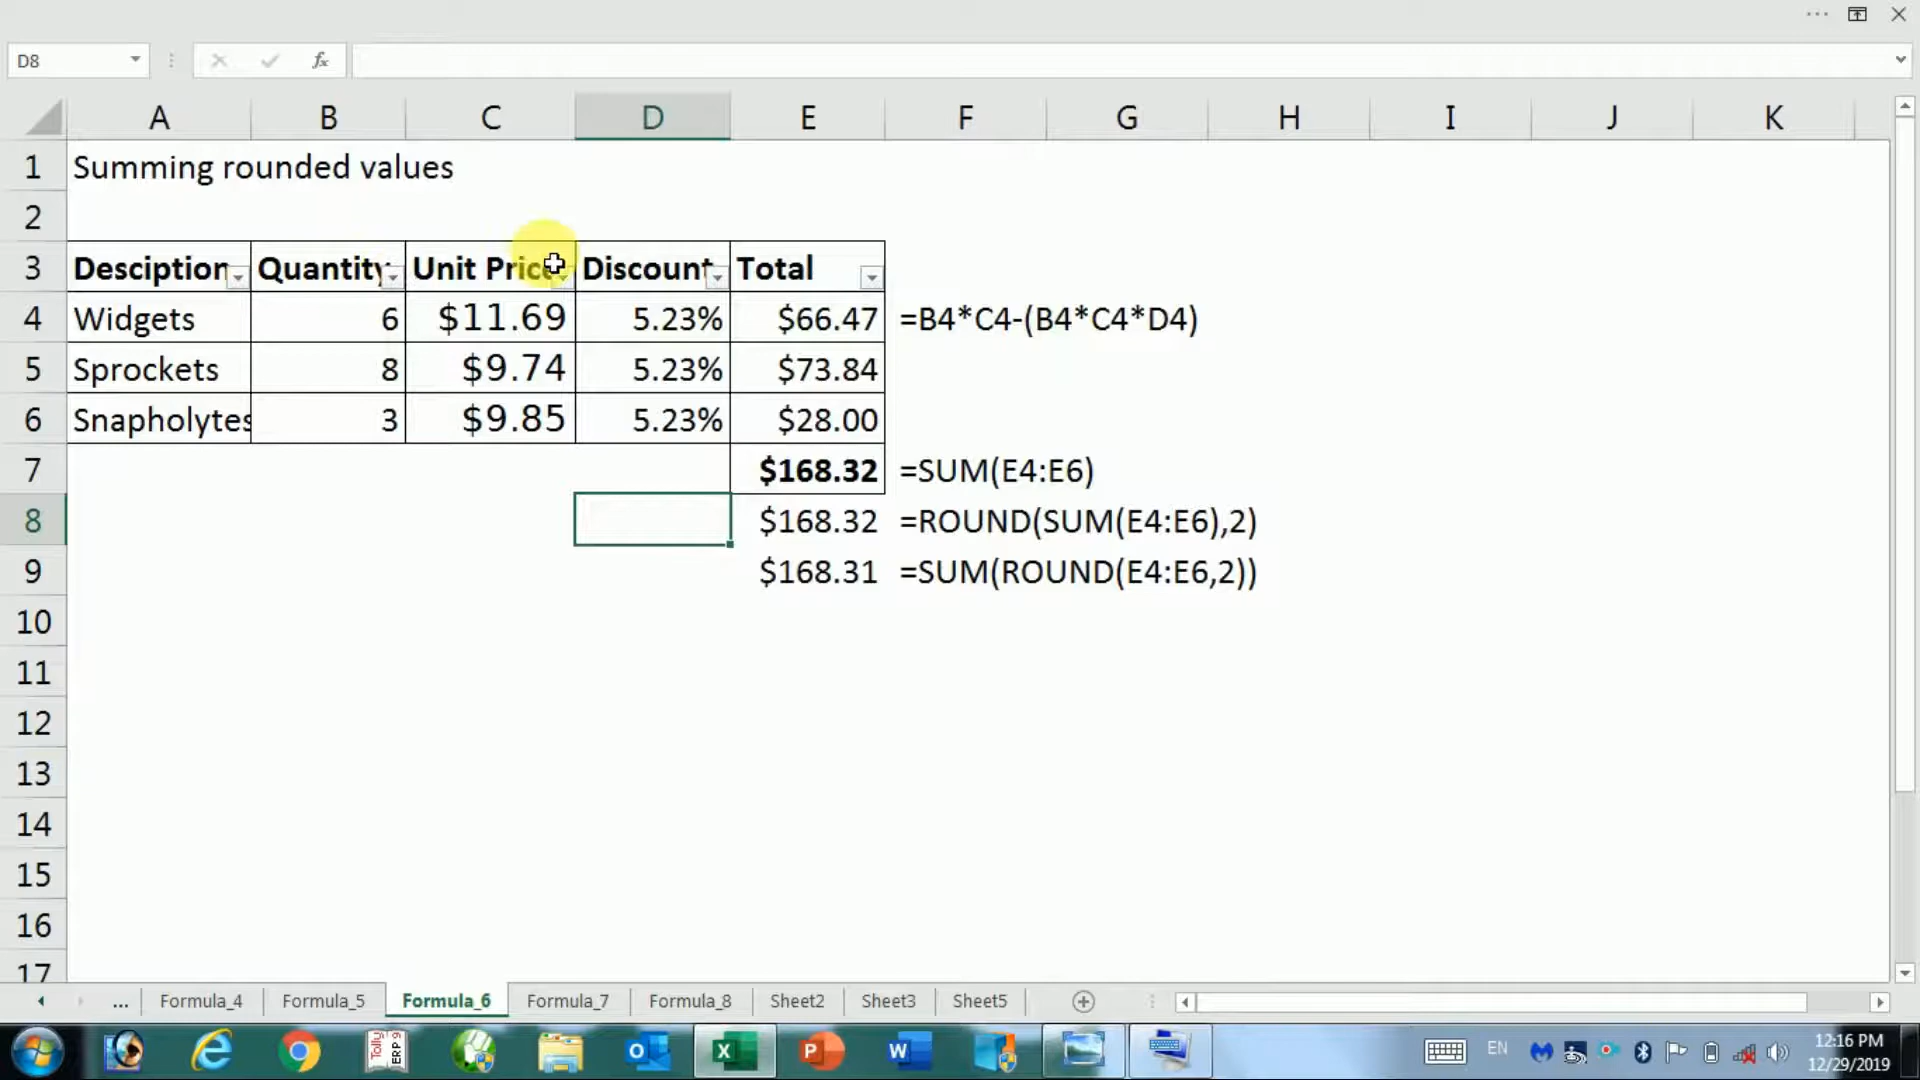 D8
fx
A B C D E F G H I J K
1 Summing rounded values
2
3 Desciption Quantity Unit Price Discount Total
4 Widgets 6 $11.69 5.23% $66.47 =B4*C4-(B4*C4*D4)
5 Sprockets 8 $9.74 5.23% $73.84
6 Snapholytes 3 $9.85 5.23% $28.00
7 $168.32 =SUM(E4:E6)
8 $168.32 =ROUND(SUM(E4:E6),2)
9 $168.31 =SUM(ROUND(E4:E6,2))
10
11
12
13
14
15
16
17
... Formula_4 Formula_5 Formula_6 Formula_7 Formula_8 Sheet2 Sheet3 Sheet5
Tally ERP 9 EN 12:16 PM
12/29/2019